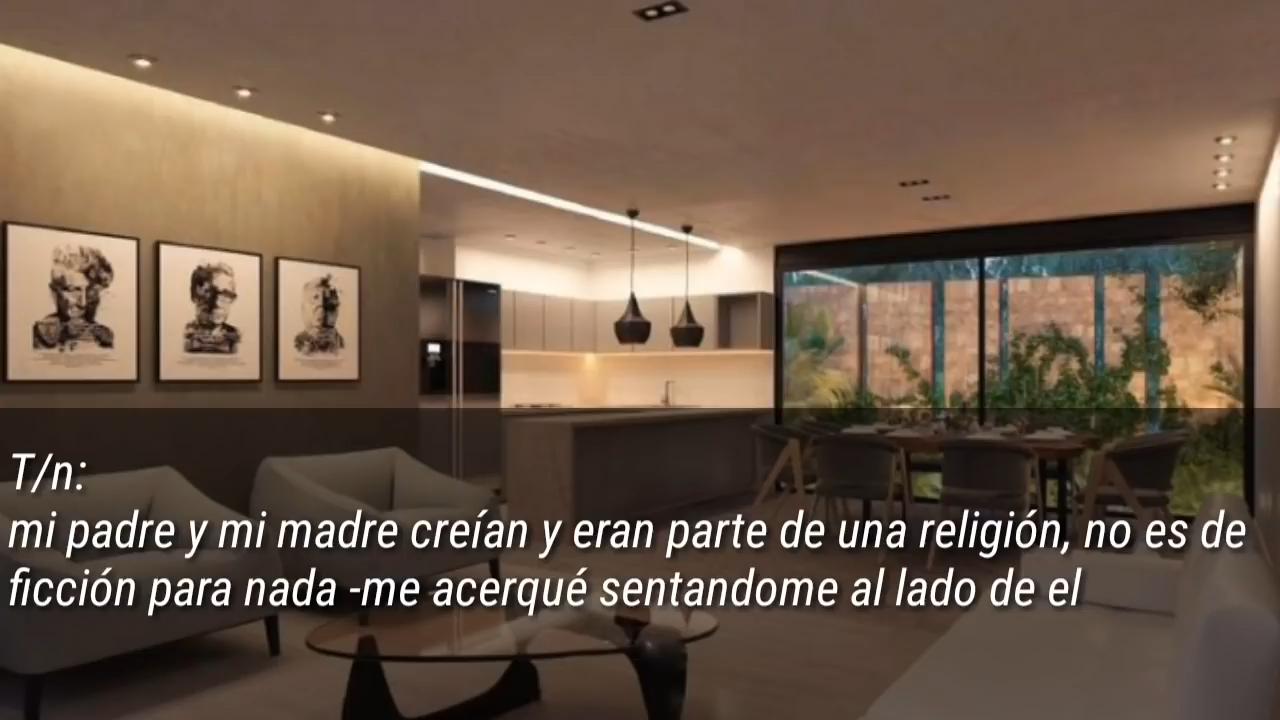 T/n:
mi padre y mi madre creían y eran parte de una religión, no es de
ficción para nada -me acerqué sentandome al lado de el